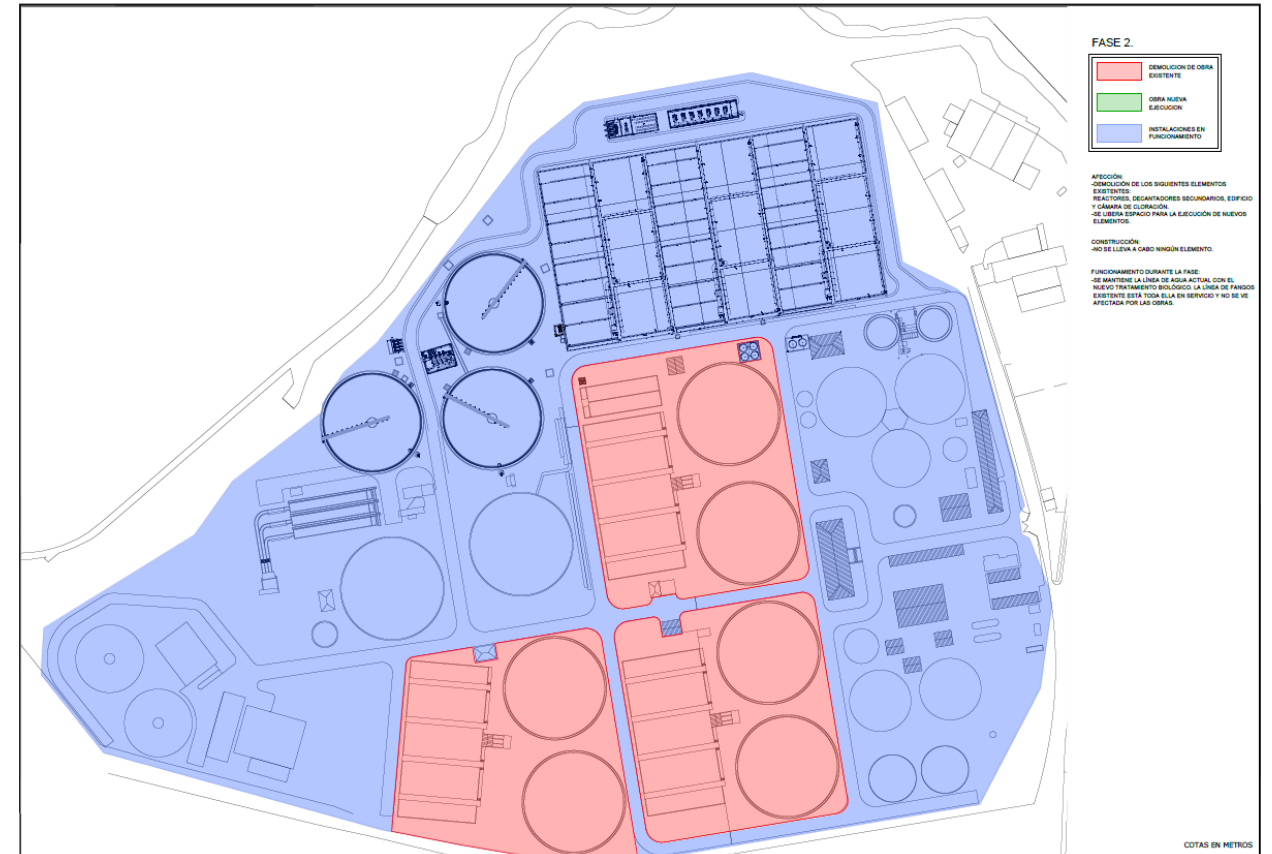 FASE 2.
DEMOLICION DE OBRA
EXISTENTE
OBRA NUEVA
EJECUCION
INSTALACIONES EN
FUNCIONAMIENTO
AFECCIÓN:
-DEMOLICIÓN DE LOS SIGUIENTES ELEMENTOS
EXISTENTES:
REACTORES, DECANTADORES SECUNDARIOS, EDIFICIO
Y CÁMARA DE CLORACIÓN.
-SE LIBERA ESPACIO PARA LA EJECUCIÓN DE NUEVOS
ELEMENTOS.
CONSTRUCCIÓN:
-NO SE LLEVA A CABO NINGÚN ELEMENTO.
FUNCIONAMIENTO DURANTE LA FASE:
-SE MANTIENE LA LÍNEA DE AGUA ACTUAL CON EL
NUEVO TRATAMIENTO BIOLÓGICO. LA LÍNEA DE FANGOS
EXISTENTE ESTÁ TODA ELLA EN SERVICIO Y NO SE VE
AFECTADA POR LAS OBRAS.
COTAS EN METROS